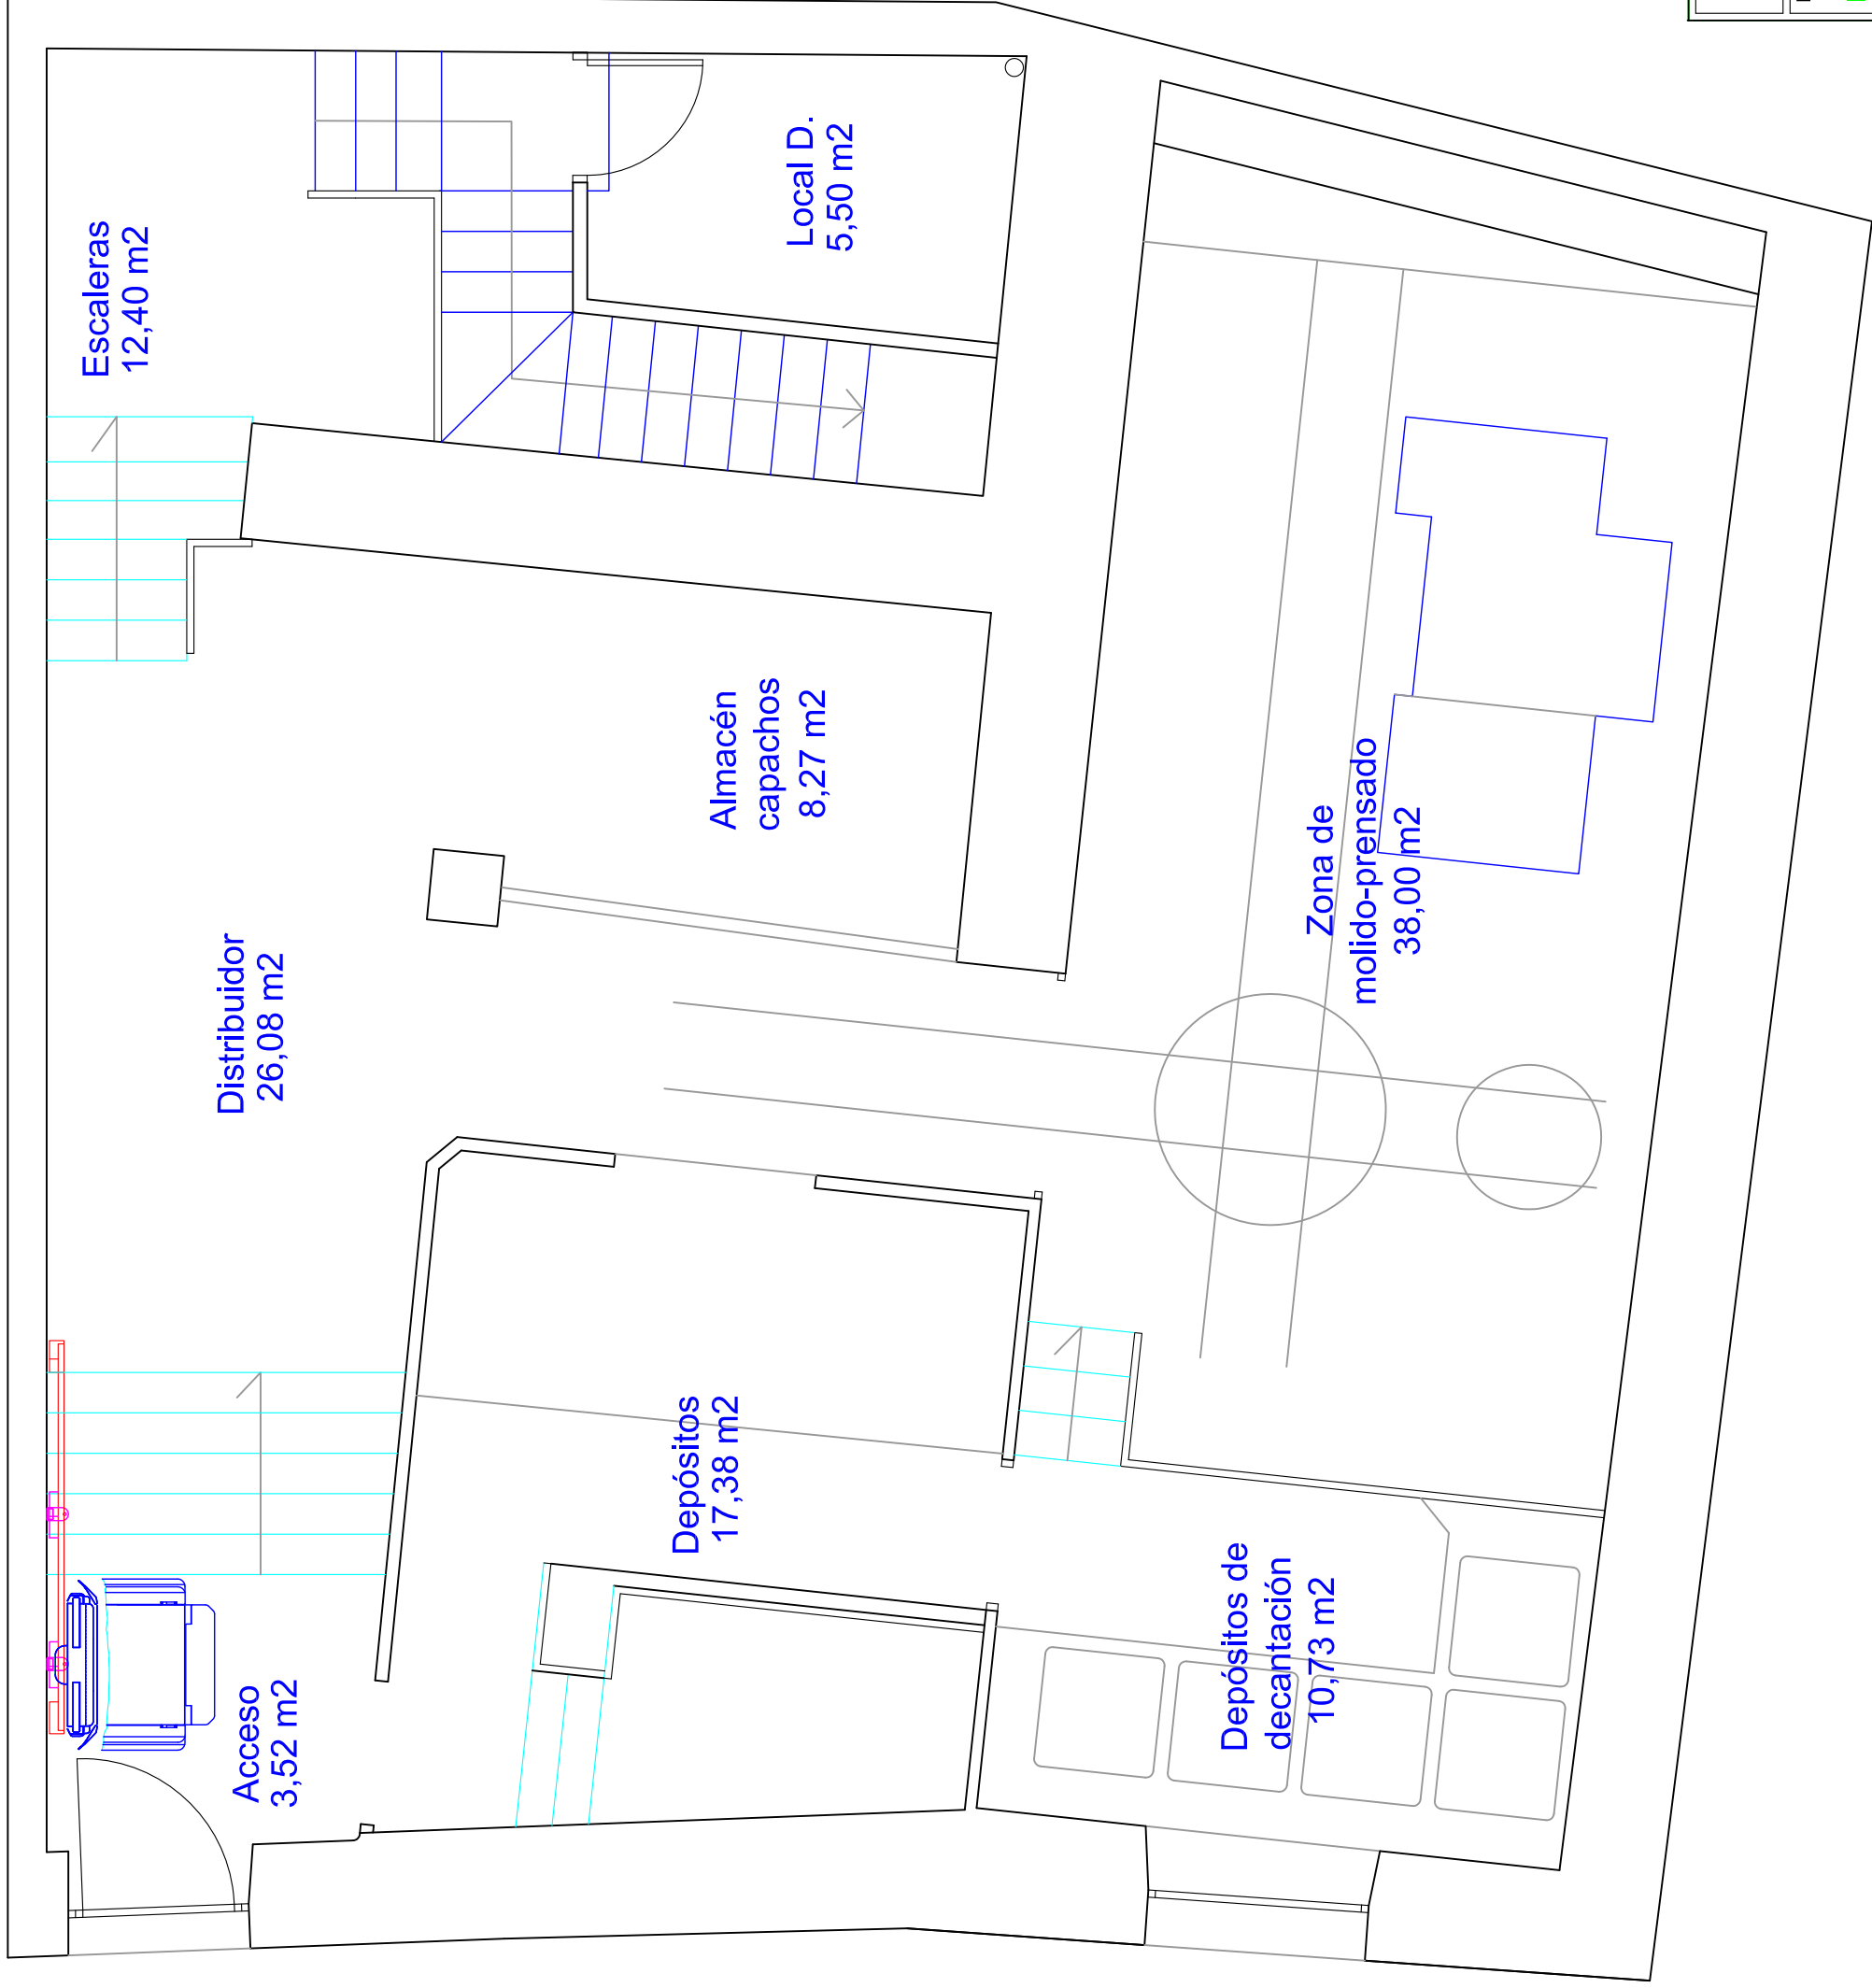 Escaleras
12,40 m2
Local D.
5,50 m2
Almacén
capachos
8,27 m2
Distribuidor
26,08 m2
Zona de
molido-prensado
38,00 m2
Depósitos
17,38 m2
Depósitos de
decantación
10,73 m2
Acceso
3,52 m2